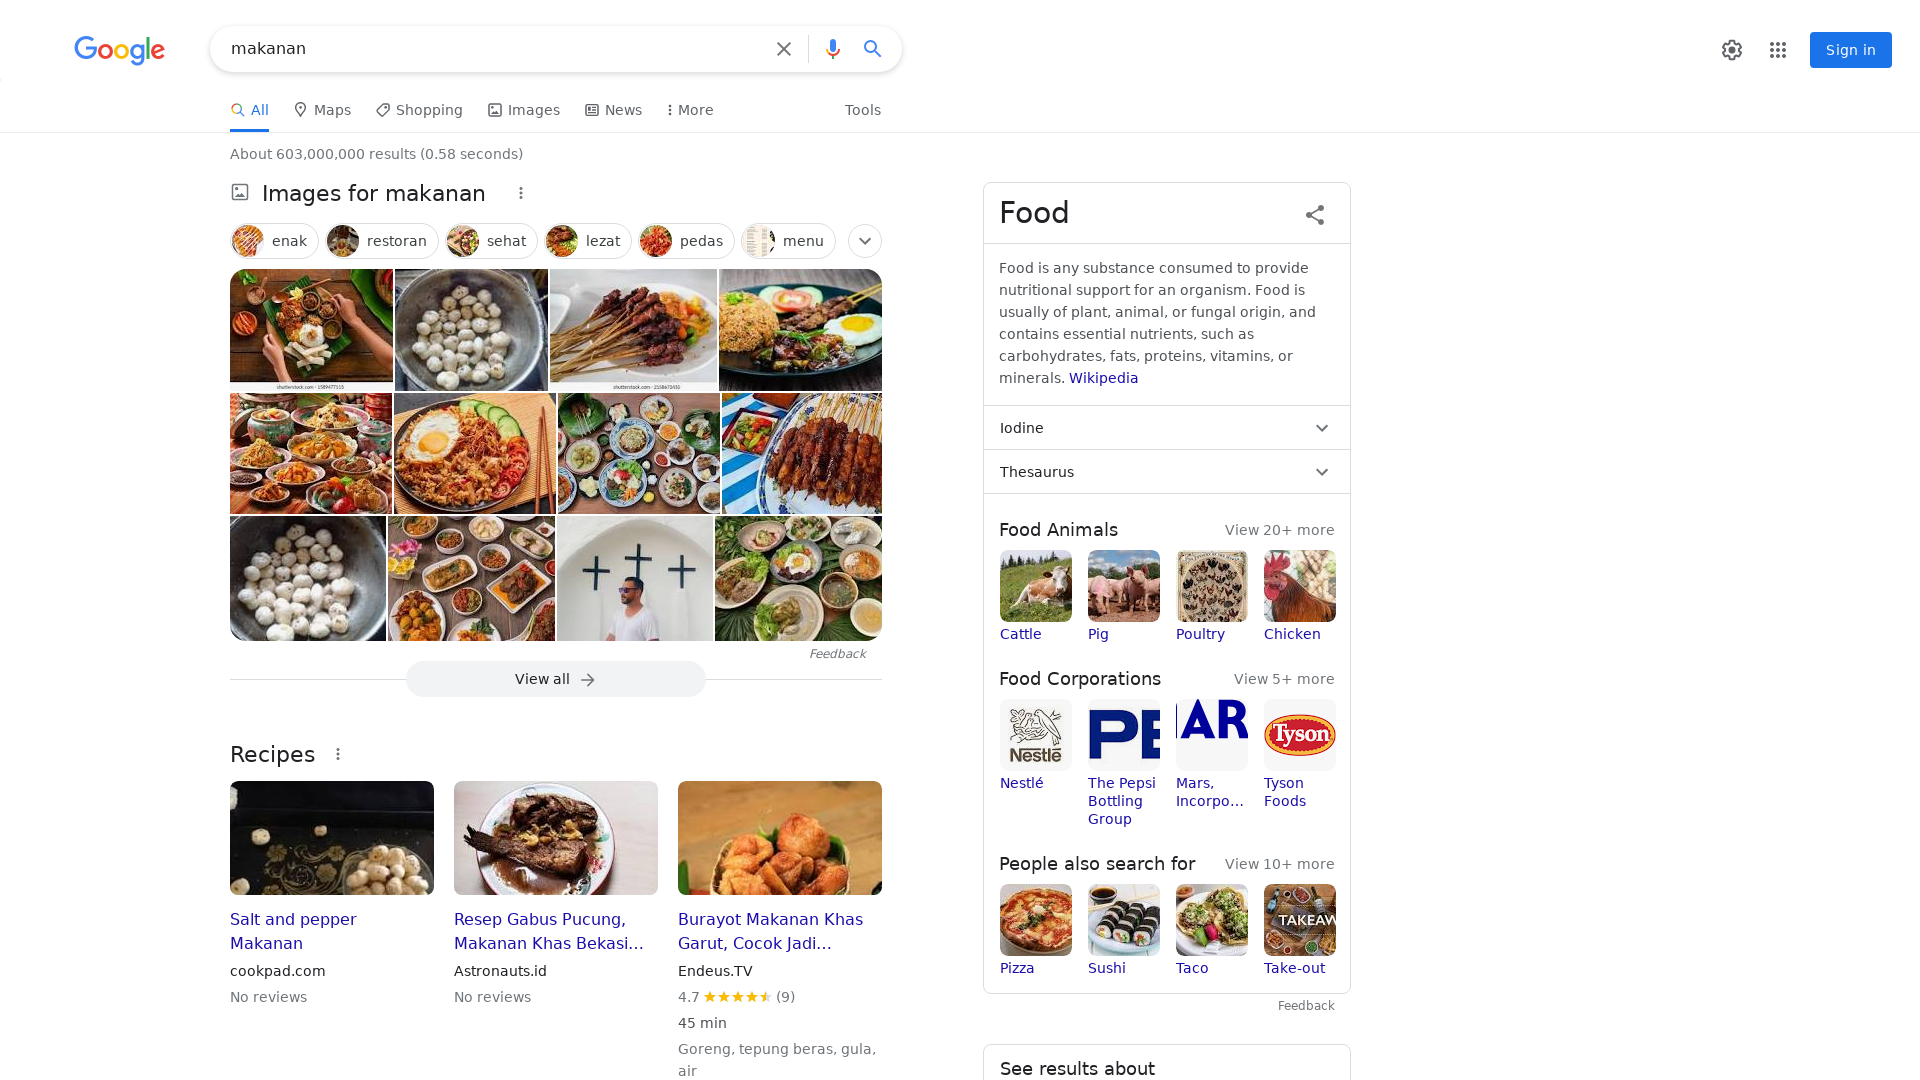 Google
makanan
Sign in
All
Maps
Shopping
Images
News
More
Tools
About 603,000,000 results (0.58 seconds)
Images for makanan
enak
restoran
sehat
lezat
pedas
menu
Feedback
View all
Recipes
Salt and pepper
Makanan
cookpad.com
No reviews
Resep Gabus Pucung,
Makanan Khas Bekasi...
Astronauts.id
No reviews
Burayot Makanan Khas
Garut, Cocok Jadi...
Endeus.TV
4.7 (9)
45 min
Goreng, tepung beras, gula,
air
Food
Food is any substance consumed to provide
nutritional support for an organism. Food is
usually of plant, animal, or fungal origin, and
contains essential nutrients, such as
carbohydrates, fats, proteins, vitamins, or
minerals. Wikipedia
Iodine
Thesaurus
Food Animals
View 20+ more
Cattle
Pig
Poultry
Chicken
Food Corporations
View 5+ more
Nestlé
PE
AR
Tyson
Nestlé
The Pepsi
Bottling
Group
Mars,
Incorpo...
Tyson
Foods
People also search for
View 10+ more
TAKEAW
Pizza
Sushi
Taco
Take-out
Feedback
See results about